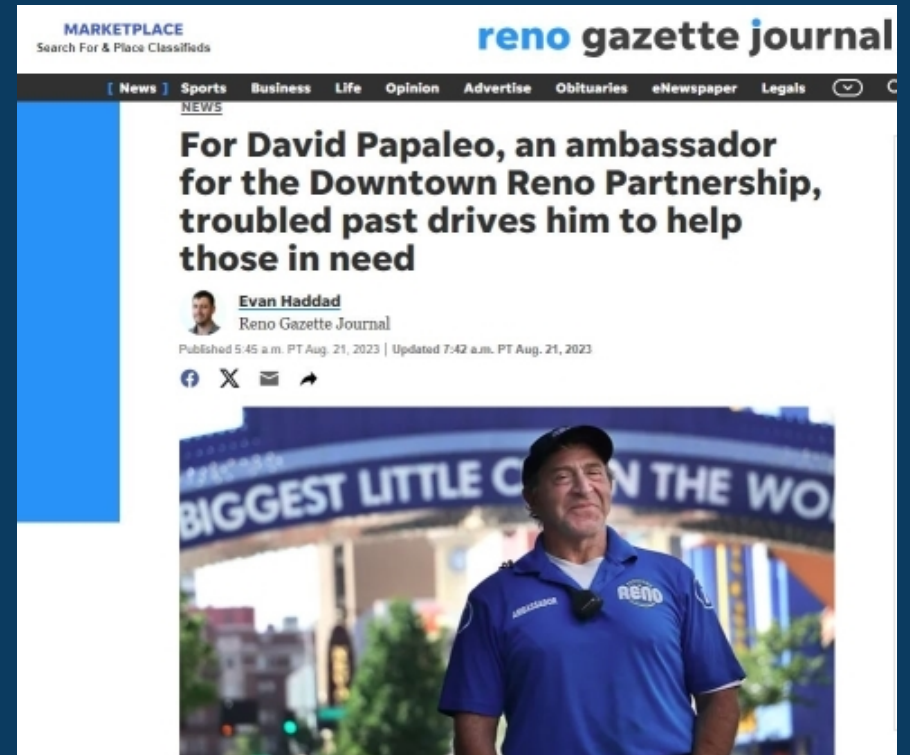 MARKETPLACE
Search For & Place Classifieds
reno gazette journal
[ News ] Sports Business Life Opinion Advertise Obituaries eNewspaper Legals
NEWS
For David Papaleo, an ambassador
for the Downtown Reno Partnership,
troubled past drives him to help
those in need
Evan Haddad
Reno Gazette Journal
Published 5:45 a.m. PT Aug. 21, 2023 | Updated 7:42 a.m. PT Aug. 21, 2023
BIGGEST LITTLE C N THE WO
AMBASSADOR
RENO